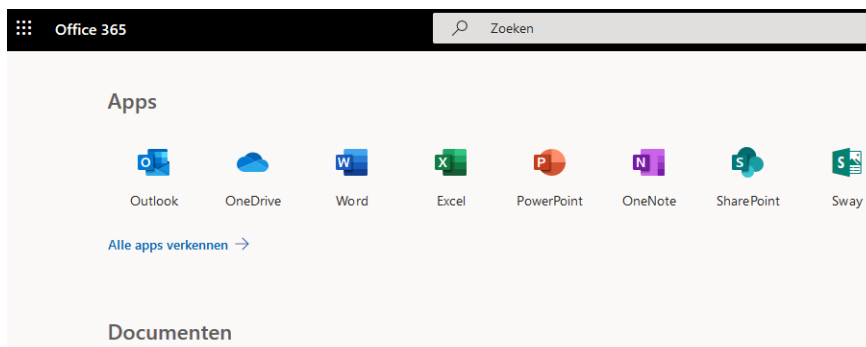 Office 365
Zoeken
Apps
Outlook OneDrive Word Excel PowerPoint OneNote SharePoint Sway
Alle apps verkennen →
Documenten